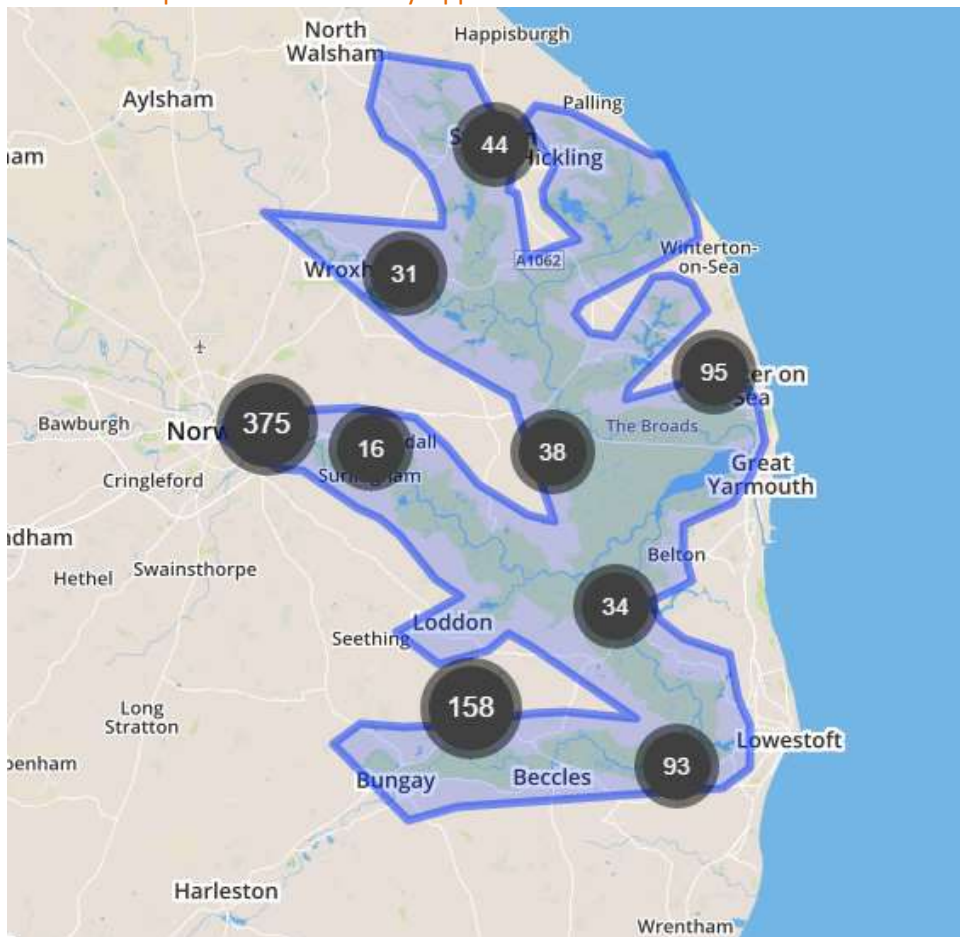 North
Walsham
Happisburgh
Aylsham
Palling
44
Hickling
Winterton-
on-Sea
A1062
31
95
Sea
375
Bawburgh
16
38
The Broads
Great
Yarmouth
Cringleford
Hethel
Swainsthorpe
Belton
34
Loddon
Seething
158
Long
Stratton
Lowestoft
93
Bungay
Beccles
Harleston
Wrentham